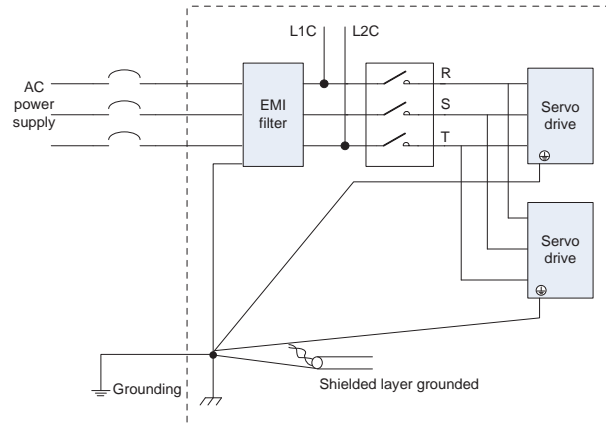 L1C
L2C
AC
power
supply
EMI
filter
R
S
T
Servo
drive
Servo
drive
Grounding
Shielded layer grounded